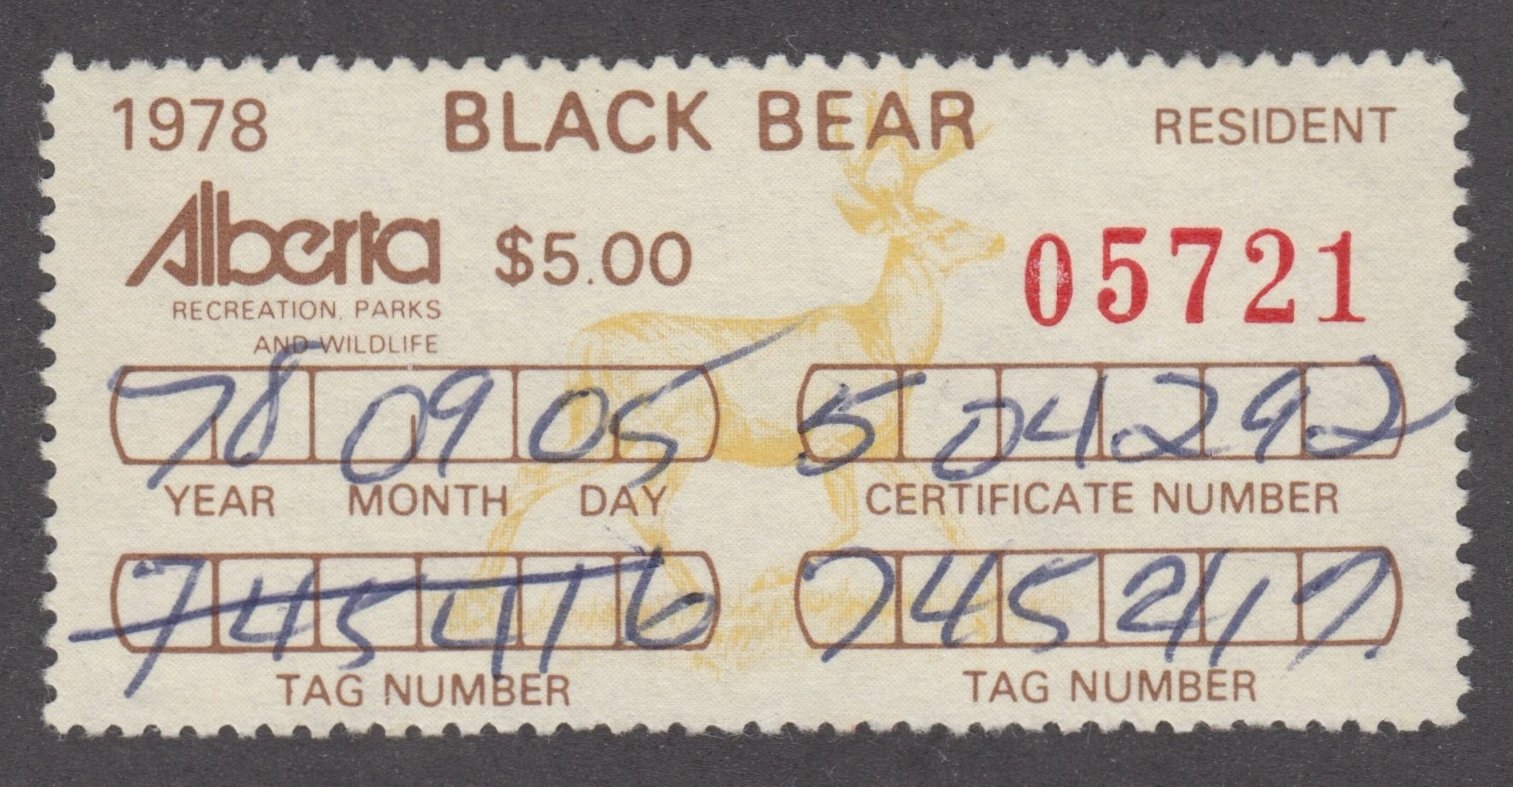 1978 BLACK BEAR RESIDENT
Alberta $5.00 05721
RECREATION, PARKS
AND WILDLIFE
78 09 05 504292
YEAR MONTH DAY CERTIFICATE NUMBER
745416 745217
TAG NUMBER TAG NUMBER